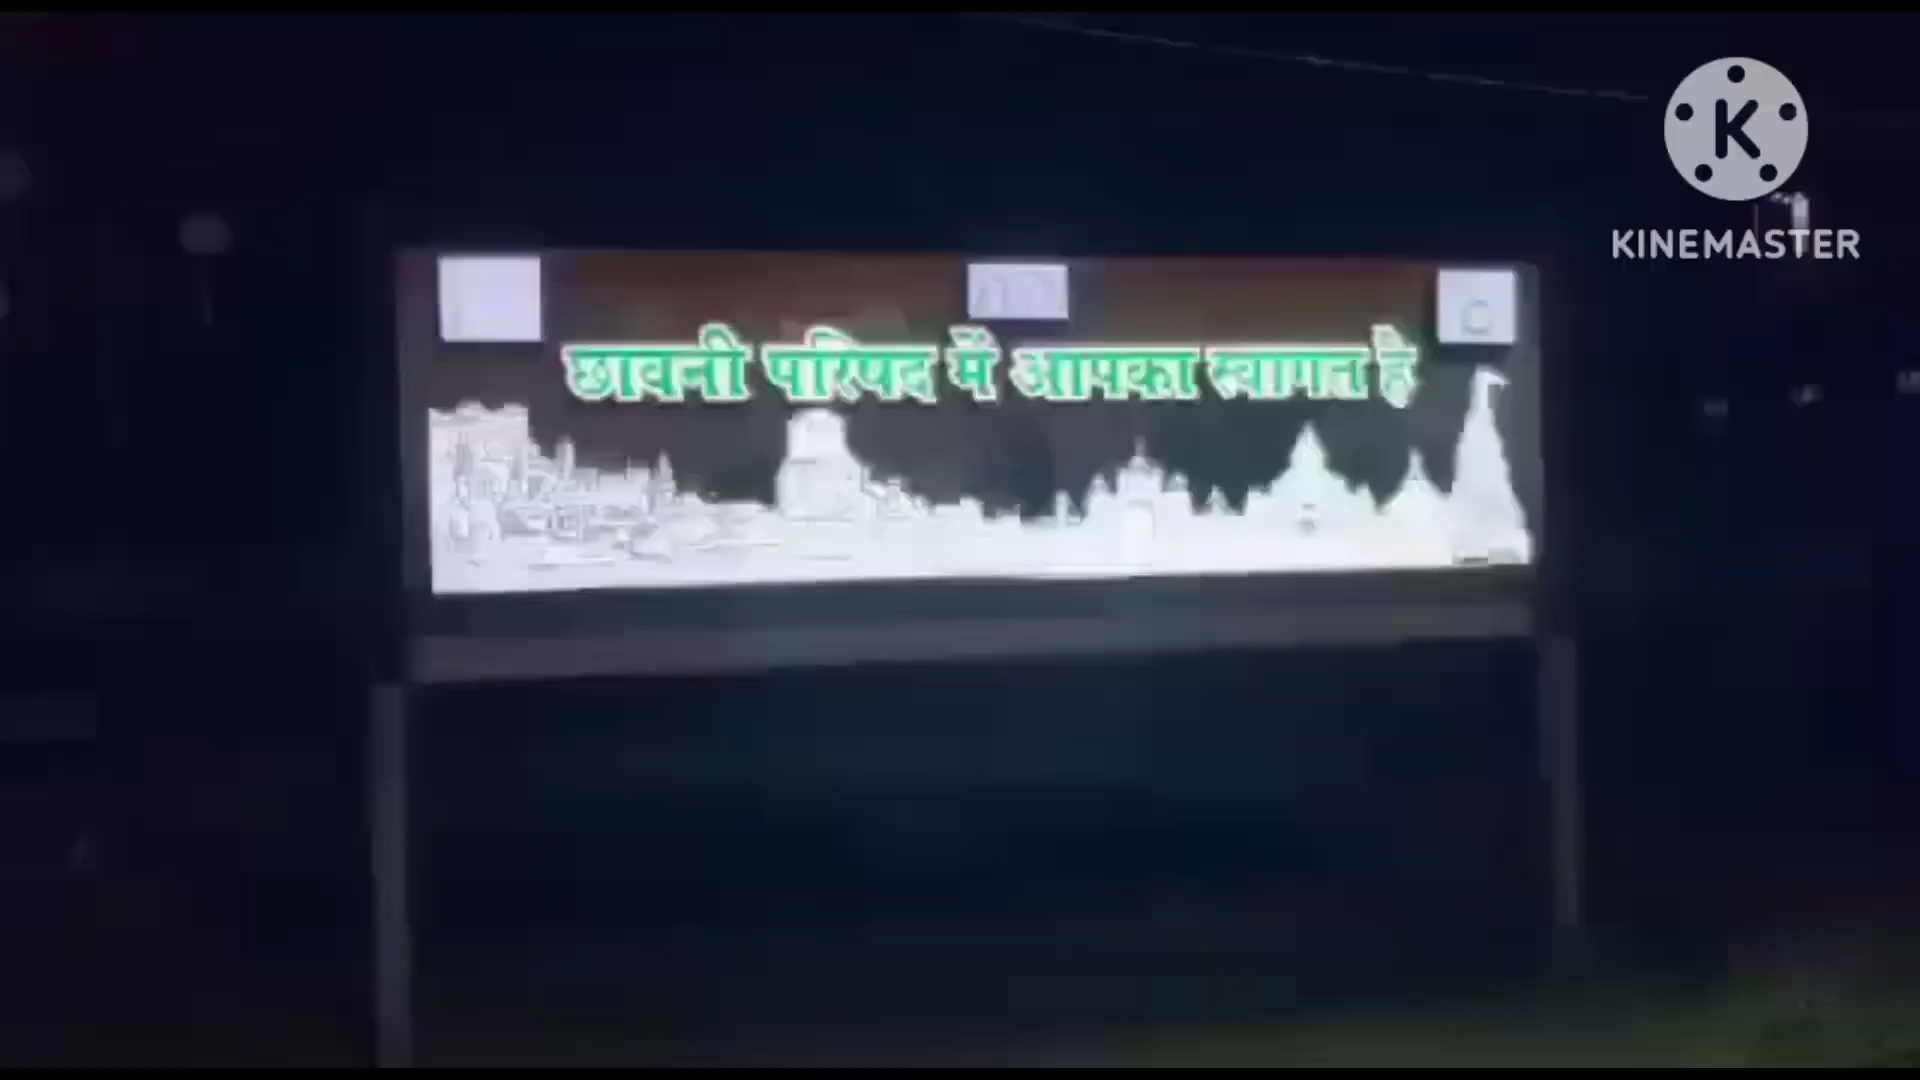 K
KINEMASTER
छावनी परिषद में आपका स्वागत है